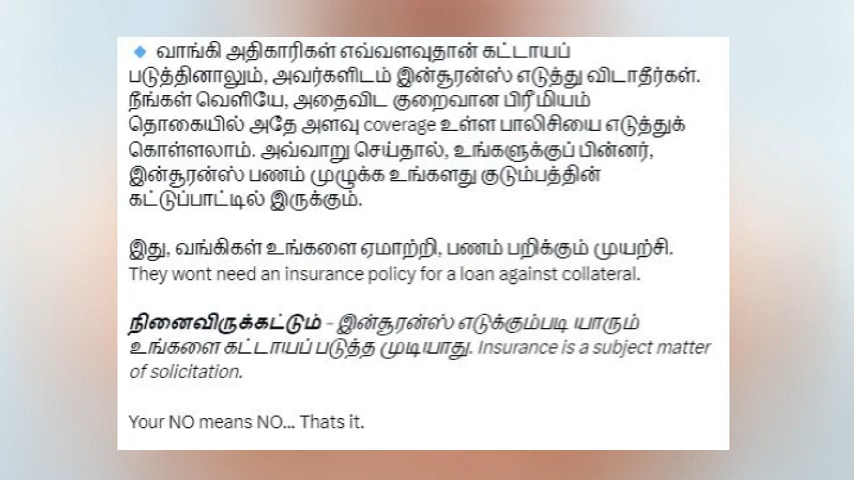 🔹 வாங்கி அதிகாரிகள் எவ்வளவுதான் கட்டாயப்
படுத்தினாலும், அவர்களிடம் இன்சூரன்ஸ் எடுத்து விடாதீர்கள்.
நீங்கள் வெளியே, அதைவிட குறைவான பிரீமியம்
தொகையில் அதே அளவு coverage உள்ள பாலிசியை எடுத்துக்
கொள்ளலாம். அவ்வாறு செய்தால், உங்களுக்குப் பின்னர்,
இன்சூரன்ஸ் பணம் முழுக்க உங்களது குடும்பத்தின்
கட்டுப்பாட்டில் இருக்கும்.
இது, வங்கிகள் உங்களை ஏமாற்றி, பணம் பறிக்கும் முயற்சி.
They wont need an insurance policy for a loan against collateral.
நினைவிருக்கட்டும் - இன்சூரன்ஸ் எடுக்கும்படி யாரும்
உங்களை கட்டாயப் படுத்த முடியாது. Insurance is a subject matter
of solicitation.
Your NO means NO... Thats it.